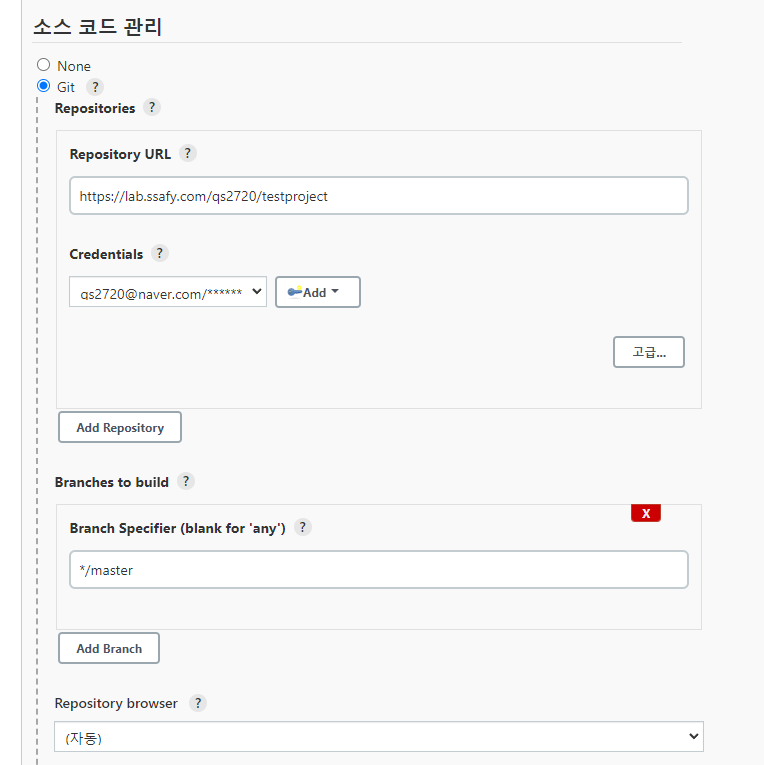 소스 코드 관리
None
Git ?
Repositories ?
Repository URL ?
https://lab.ssafy.com/qs2720/testproject
Credentials ?
qs2720@naver.com/****** Add
고급...
Add Repository
Branches to build ?
X
Branch Specifier (blank for 'any') ?
*/master
Add Branch
Repository browser ?
(자동)